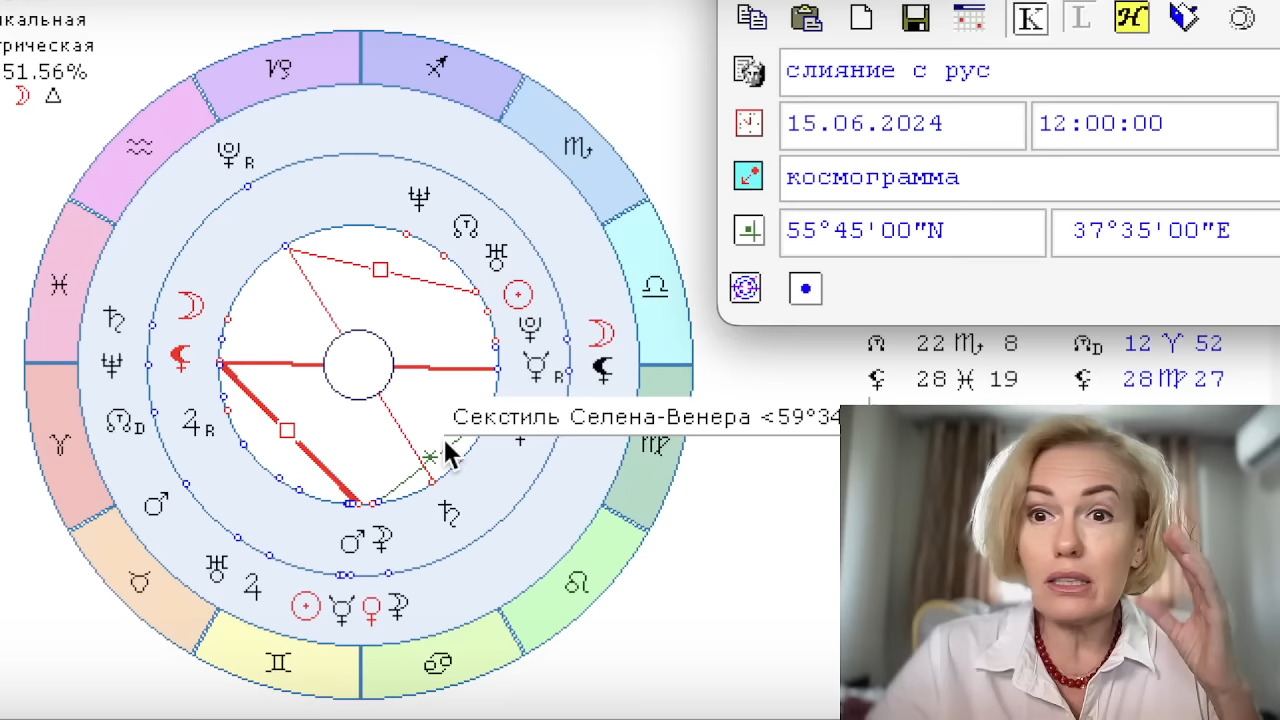 икальная
трическая
51.56%
K L H
слияние с рус
15.06.2024 12:00:00
космограмма
55°45'00"N 37°35'00"E
R
D
R
R
22 ♏ 8 D 12 ♈ 52
28 ♓ 19 28 ♍ 27
Секстиль Селена-Венера <59°34